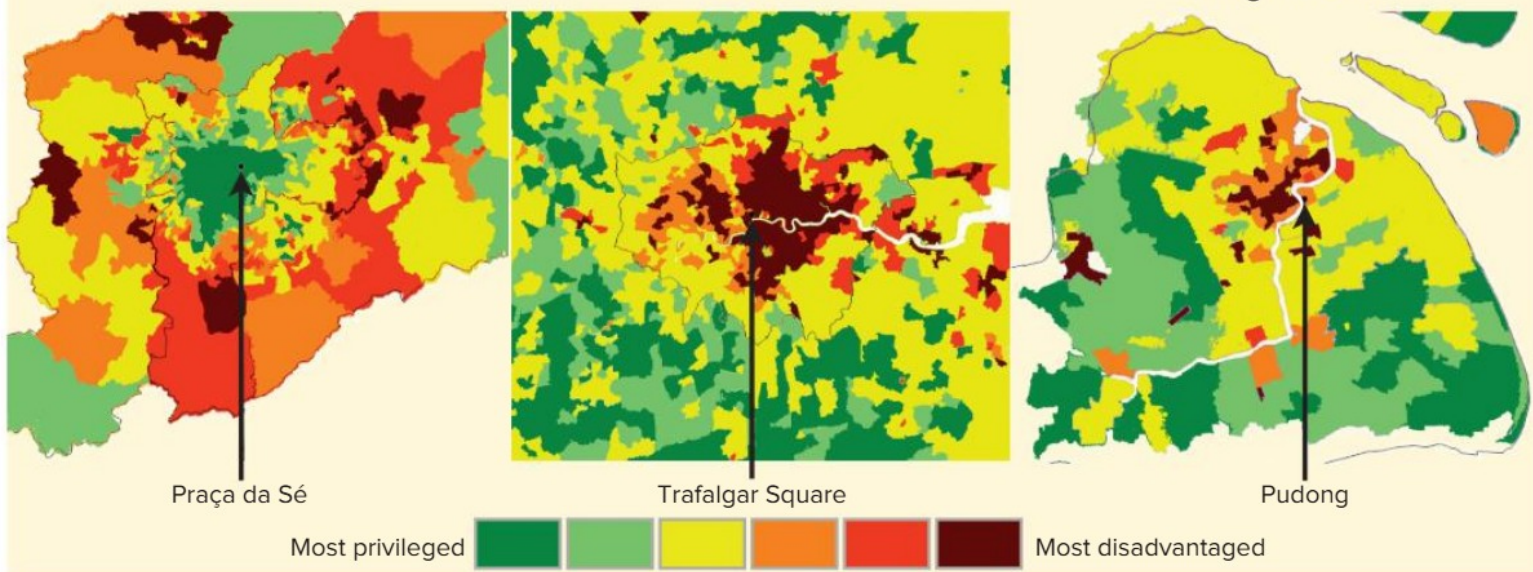 Praça da Sé
Trafalgar Square
Pudong
Most privileged
Most disadvantaged